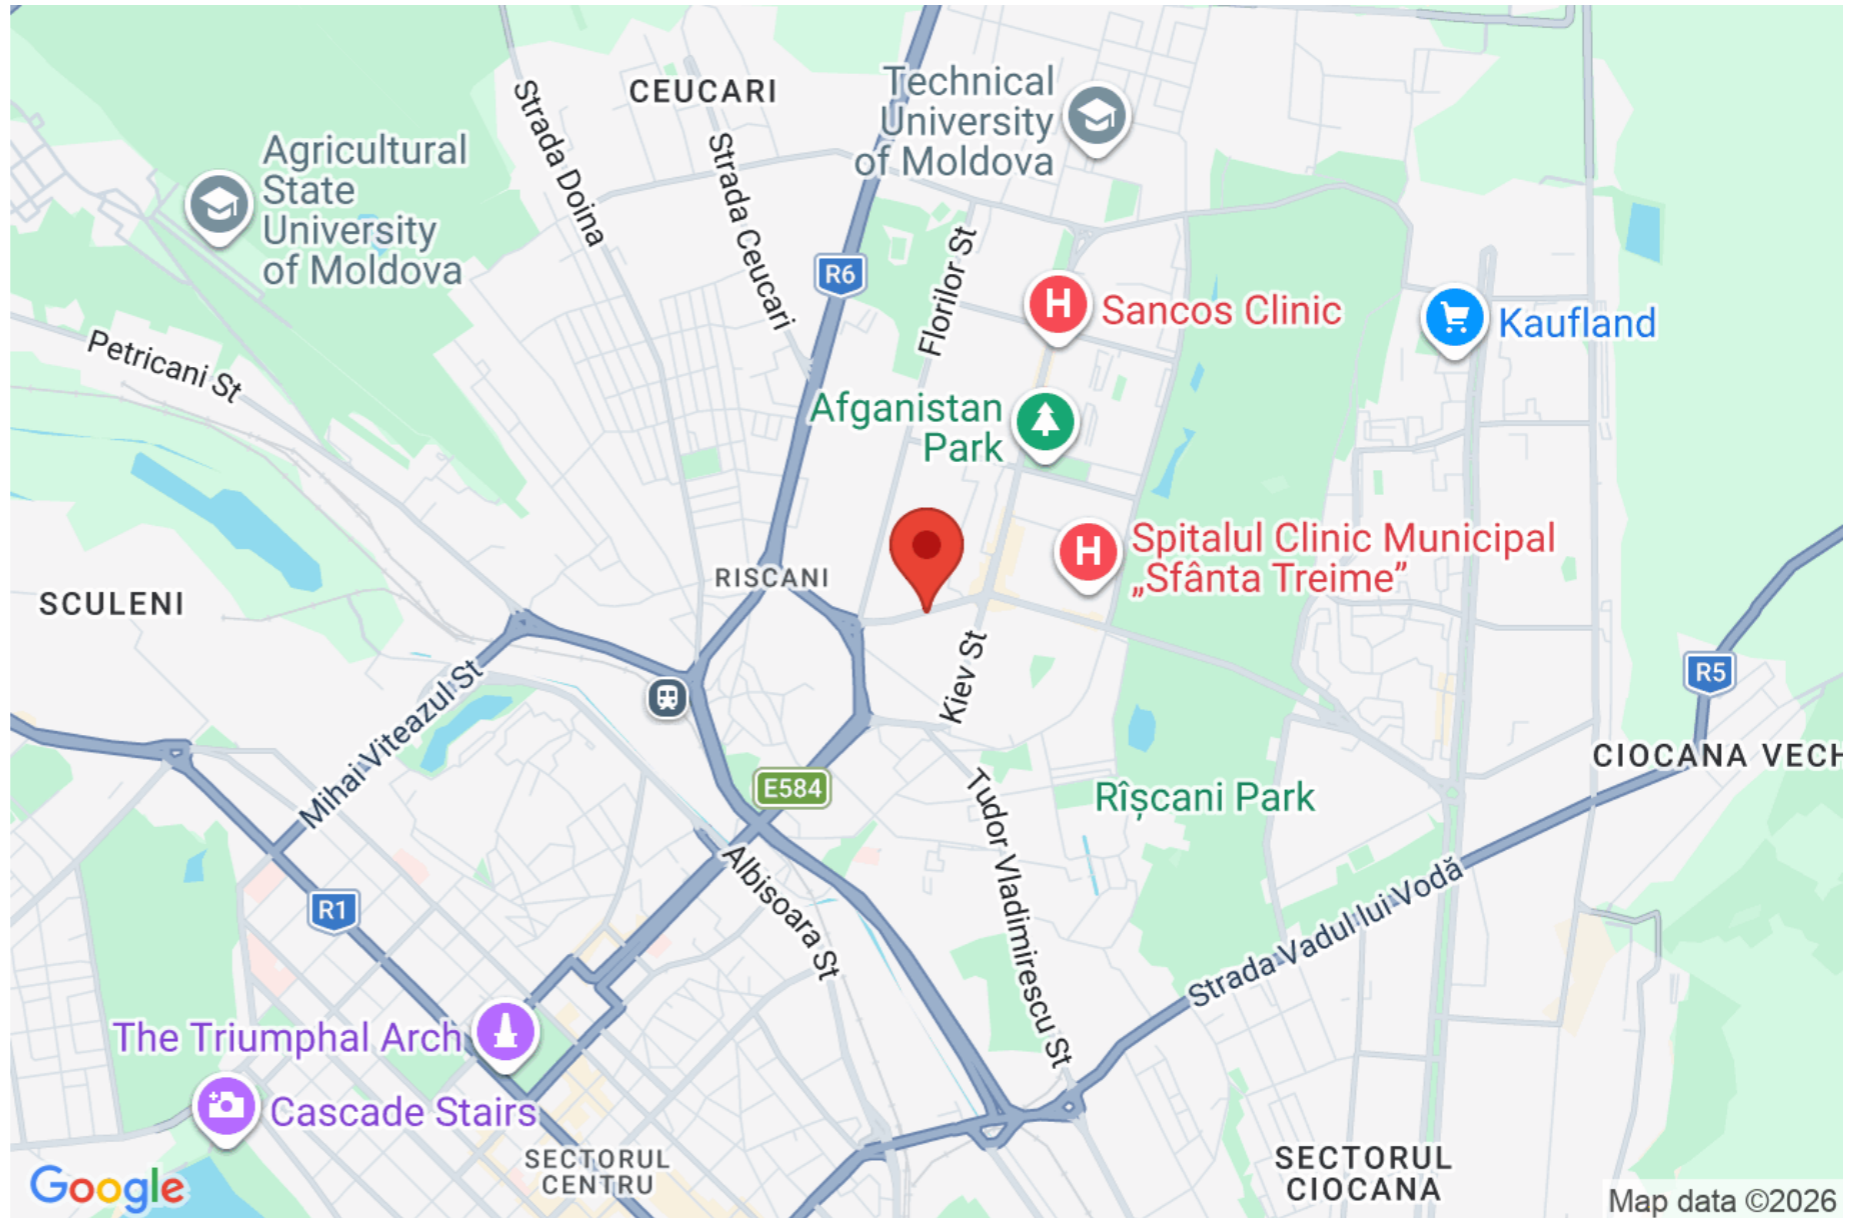 CEUCARI
Technical
University
of Moldova
Agricultural
State
University
of Moldova
Strada Doina
Strada Ceucari
R6
Florilor St
H
Sancos Clinic
Kaufland
Petricani St
Afganistan
Park
H
Spitalul Clinic Municipal
„Sfânta Treime”
RISCANI
SCULENI
Kiev St
R5
Mihai Viteazul St
CIOCANA VECH
E584
Rîșcani Park
Tudor Vladimirescu St
Albisoara St
Strada Vadul lui Vodă
R1
The Triumphal Arch
Cascade Stairs
SECTORUL
CENTRU
SECTORUL
CIOCANA
Google
Map data ©2026